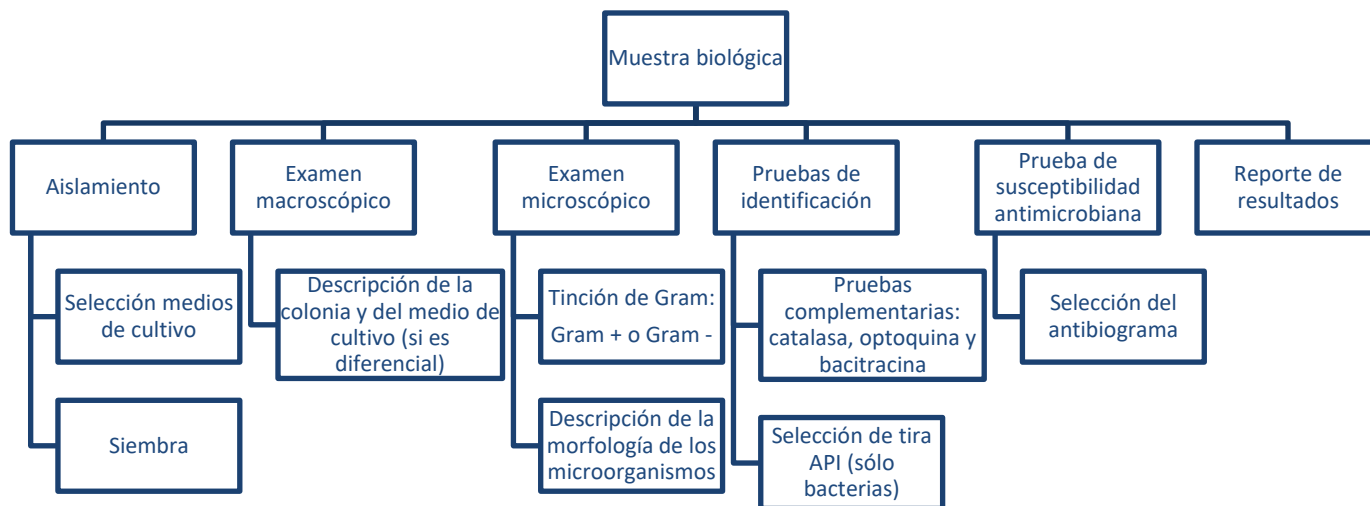 Muestra biológica
Aislamiento
Selección medios
de cultivo
Siembra
Examen
macroscópico
Descripción de la
colonia y del medio de
cultivo (si es
diferencial)
Examen
microscópico
Tinción de Gram:
Gram + o Gram -
Descripción de la
morfología de los
microorganismos
Pruebas de
identificación
Pruebas
complementarias:
catalasa, optoquina y
bacitracina
Selección de tira
API (sólo
bacterias)
Prueba de
susceptibilidad
antimicrobiana
Selección del
antibiograma
Reporte de
resultados